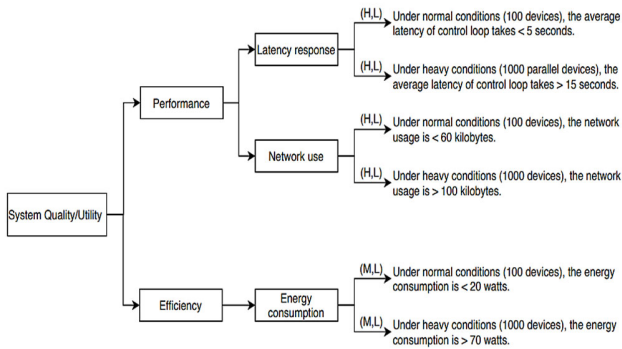 (H,L)
Under normal conditions (100 devices), the average
latency of control loop takes < 5 seconds.
Latency response
(H,L)
Under heavy conditions (1000 parallel devices), the
average latency of control loop takes > 15 seconds.
Performance
(H,L)
Under normal conditions (100 devices), the network
usage is < 60 kilobytes.
Network use
(H,L)
Under heavy conditions (1000 devices), the network
usage is > 100 kilobytes.
System Quality/Utility
(M,L)
Under normal conditions (100 devices), the energy
consumption is < 20 watts.
Efficiency
Energy
consumption
(M,L)
Under heavy conditions (1000 devices), the energy
consumption is > 70 watts.